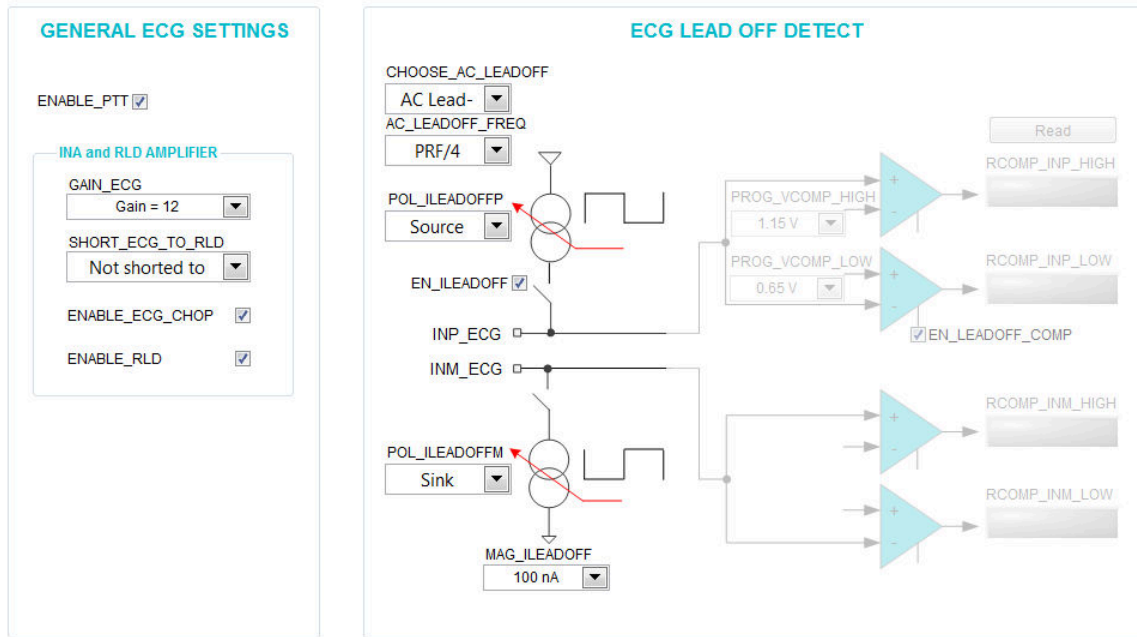 GENERAL ECG SETTINGS
ENABLE_PTT
INA and RLD AMPLIFIER
GAIN_ECG
Gain = 12
SHORT_ECG_TO_RLD
Not shorted to
ENABLE_ECG_CHOP
ENABLE_RLD
ECG LEAD OFF DETECT
CHOOSE_AC_LEADOFF
AC Lead-
AC_LEADOFF_FREQ
PRF/4
POL_ILEADOFFP
Source
EN_ILEADOFF
INP_ECG
INM_ECG
POL_ILEADOFFM
Sink
MAG_ILEADOFF
100 nA
PROG_VCOMP_HIGH
1.15 V
PROG_VCOMP_LOW
0.65 V
+
-
+
-
EN_LEADOFF_COMP
+
-
+
-
Read
RCOMP_INP_HIGH
RCOMP_INP_LOW
RCOMP_INM_HIGH
RCOMP_INM_LOW